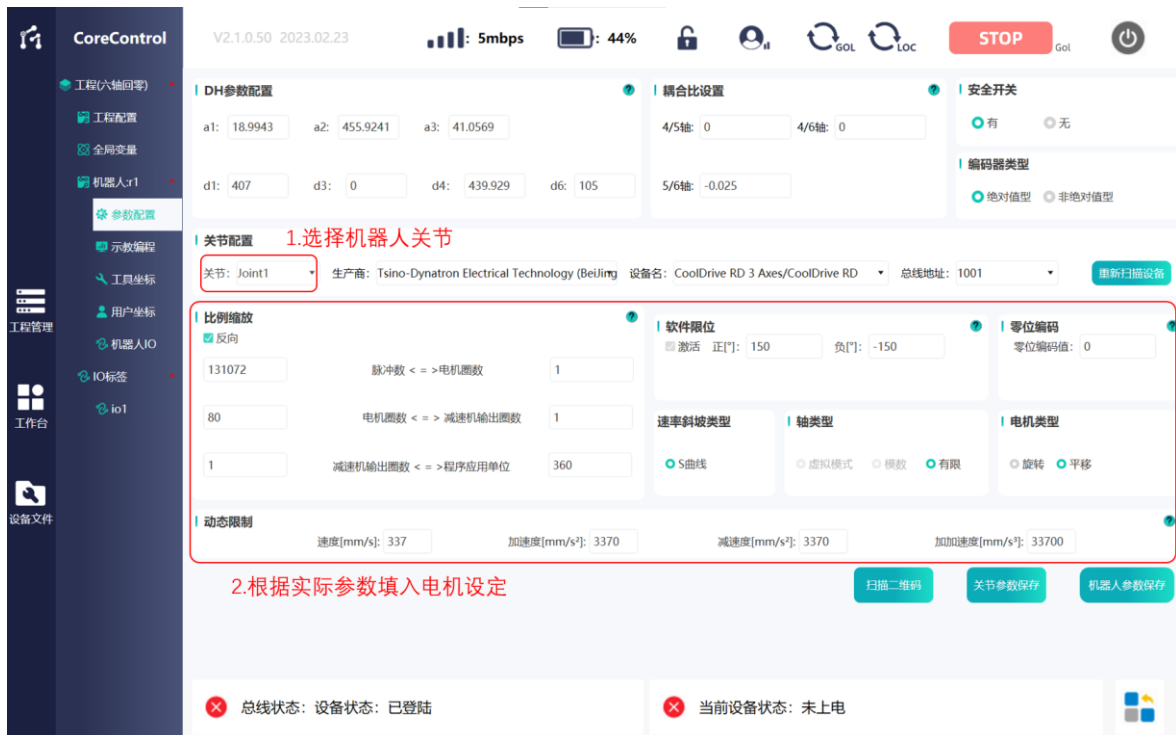 CoreControl
V2.1.0.50 2023.02.23
: 5mbps
: 44%
GOL
LOC
STOP
Gol
工程(六轴回零)
工程配置
全局变量
机器人:r1
参数配置
示教编程
工具坐标
用户坐标
机器人IO
IO标签
io1
工程管理
工作台
设备文件
DH参数配置
a1: 18.9943 a2: 455.9241 a3: 41.0569
d1: 407 d3: 0 d4: 439.929 d6: 105
耦合比设置
4/5轴: 0 4/6轴: 0
5/6轴: -0.025
安全开关
有 无
编码器类型
绝对值型 非绝对值型
关节配置 1.选择机器人关节
关节: Joint1 生产商: Tsino-Dynatron Electrical Technology (BeiJing 设备名: CoolDrive RD 3 Axes/CoolDrive RD 总线地址: 1001 重新扫描设备
比例缩放
反向
131072 脉冲数 < = >电机圈数 1
80 电机圈数 < = > 减速机输出圈数 1
1 减速机输出圈数 < = >程序应用单位 360
软件限位
激活 正[°]: 150 负[°]: -150
零位编码
零位编码值: 0
速率斜坡类型
S曲线
轴类型
虚拟模式 模数 有限
电机类型
旋转 平移
动态限制
速度[mm/s]: 337 加速度[mm/s²]: 3370 减速度[mm/s²]: 3370 加加速度[mm/s³]: 33700
2.根据实际参数填入电机设定
扫描二维码 关节参数保存 机器人参数保存
总线状态: 设备状态: 已登陆
当前设备状态: 未上电